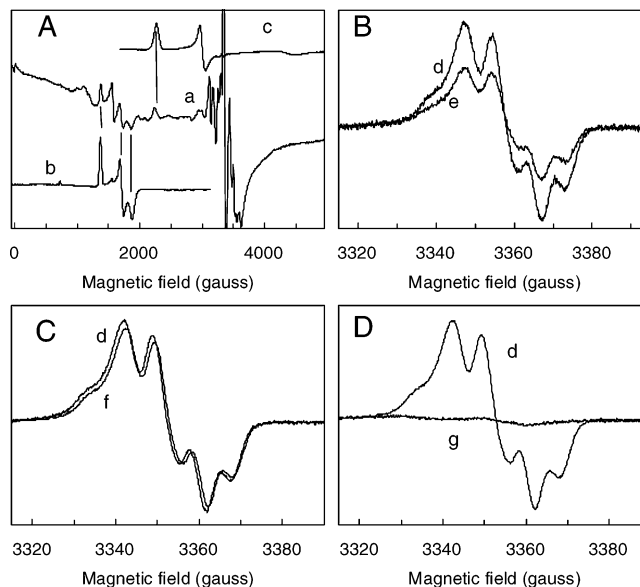 A
c
a
b
0 2000 4000
Magnetic field (gauss)
B
d
e
3320 3340 3360 3380
Magnetic field (gauss)
C
d
f
3320 3340 3360 3380
Magnetic field (gauss)
D
d
g
3320 3340 3360 3380
Magnetic field (gauss)